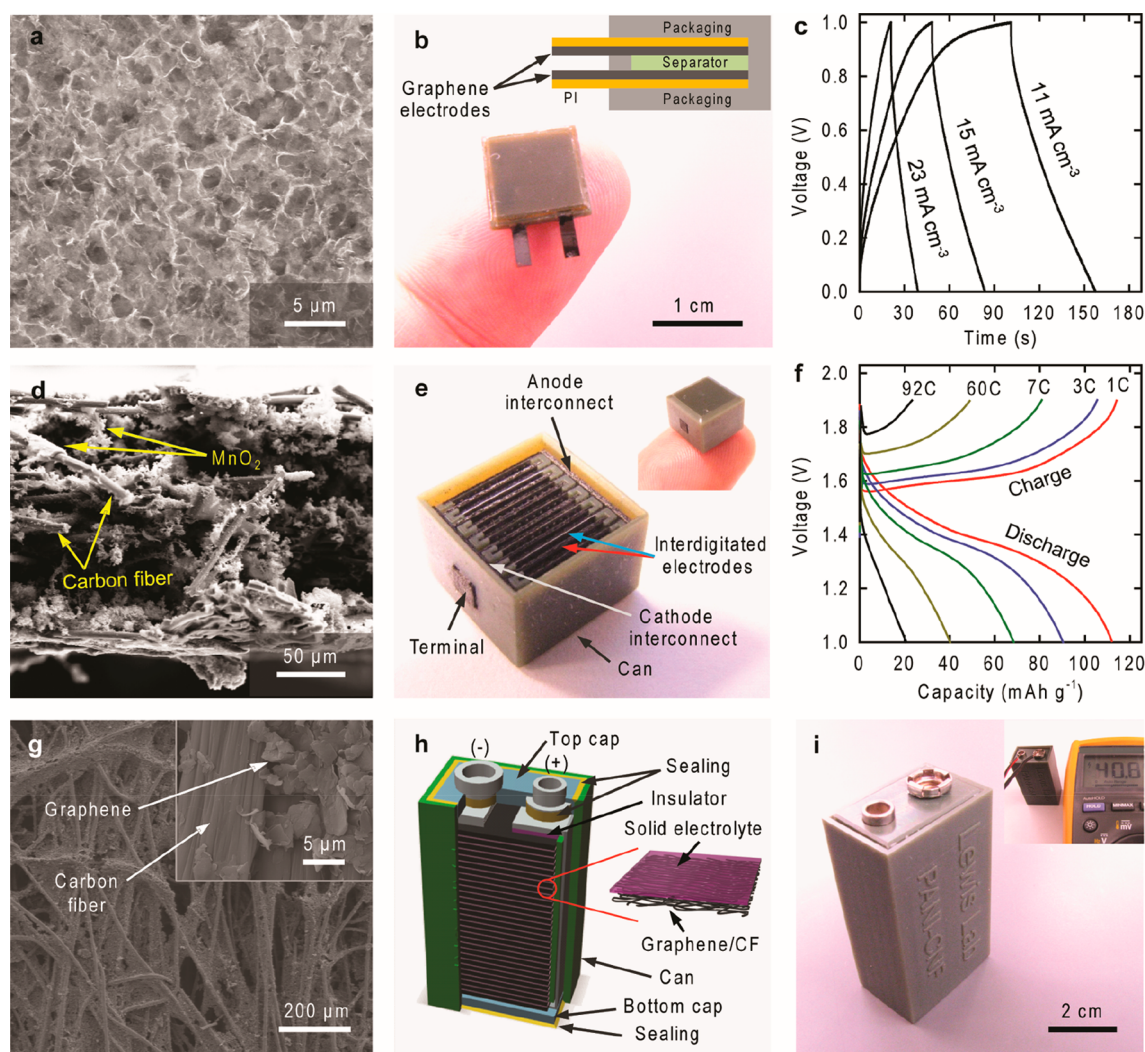 a
5 µm
b
Packaging
Separator
Graphene
electrodes
PI
Packaging
1 cm
c
Voltage (V)
1.0
0.8
0.6
0.4
0.2
0.0
23 mA cm-3
15 mA cm-3
11 mA cm-3
0 30 60 90 120 150 180
Time (s)
d
MnO2
Carbon fiber
50 µm
e
Anode
interconnect
Interdigitated
electrodes
Cathode
interconnect
Terminal
Can
f
Voltage (V)
2.0
1.8
1.6
1.4
1.2
1.0
92C 60C 7C 3C 1C
Charge
Discharge
0 20 40 60 80 100 120
Capacity (mAh g-1)
g
Graphene
Carbon
fiber
5 µm
200 µm
h
(-)
Top cap
(+)
Sealing
Insulator
Solid electrolyte
Graphene/CF
Can
Bottom cap
Sealing
i
40.8
HOLD
MINMAX
mV
V
Lewis Lab
2 cm